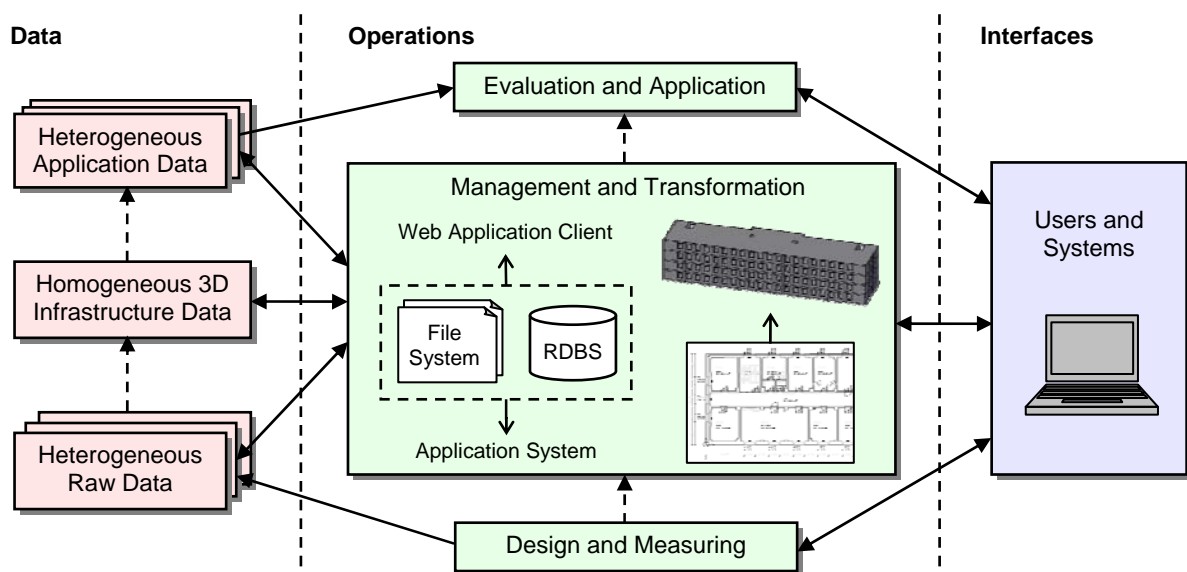 Data
Operations
Interfaces
Evaluation and Application
Heterogeneous
Application Data
Management and Transformation
Web Application Client
Users and
Systems
Homogeneous 3D
Infrastructure Data
File
System
RDBS
Application System
Heterogeneous
Raw Data
Design and Measuring